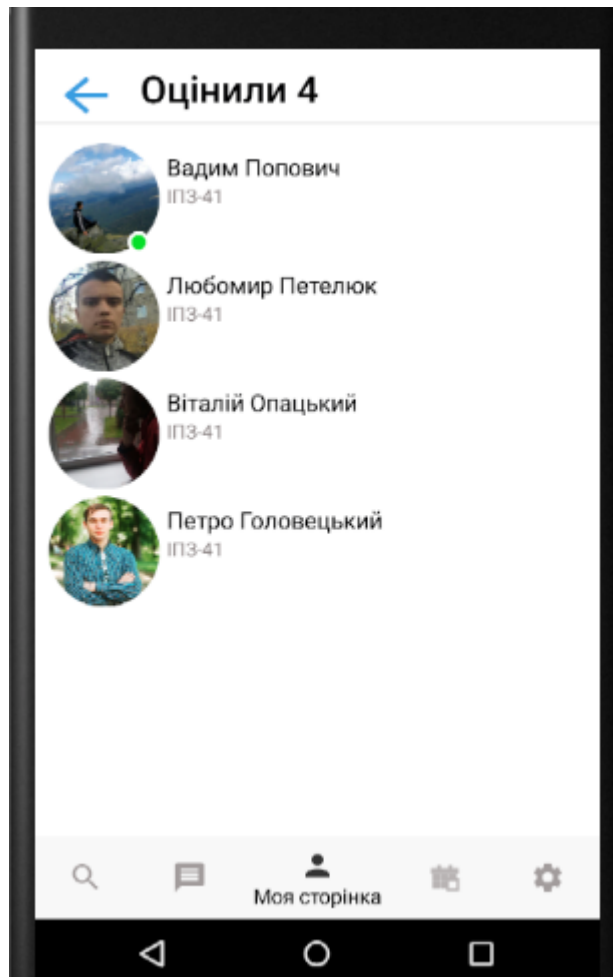 Оцінили 4
Вадим Попович
ІПЗ-41
Любомир Петелюк
ІПЗ-41
Віталій Опацький
ІПЗ-41
Петро Головецький
ІПЗ-41
Моя сторінка